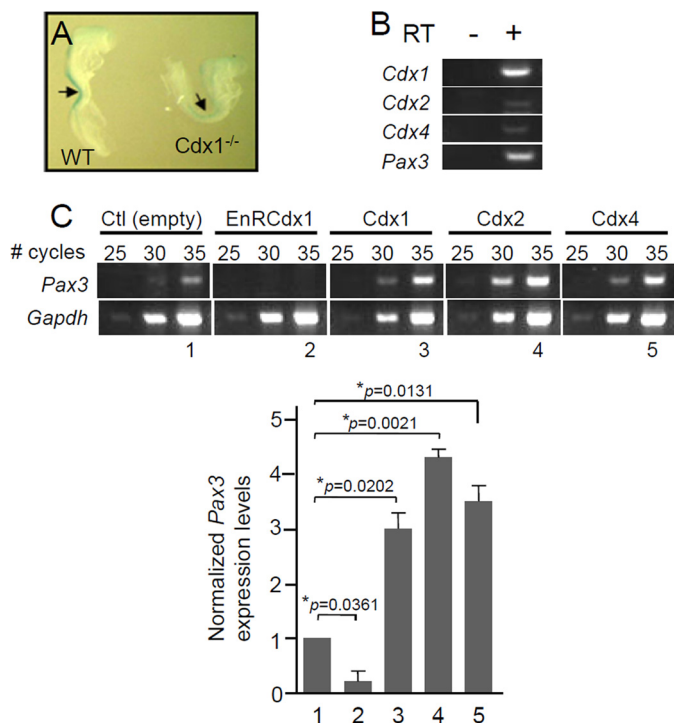 A
WT
Cdx1-/-
B
RT - +
Cdx1
Cdx2
Cdx4
Pax3
C
Ctl (empty) EnRCdx1 Cdx1 Cdx2 Cdx4
# cycles 25 30 35 25 30 35 25 30 35 25 30 35 25 30 35
Pax3
Gapdh
1 2 3 4 5
*p=0.0131
*p=0.0021
*p=0.0202
*p=0.0361
Normalized Pax3
expression levels
5
4
3
2
1
0
1 2 3 4 5